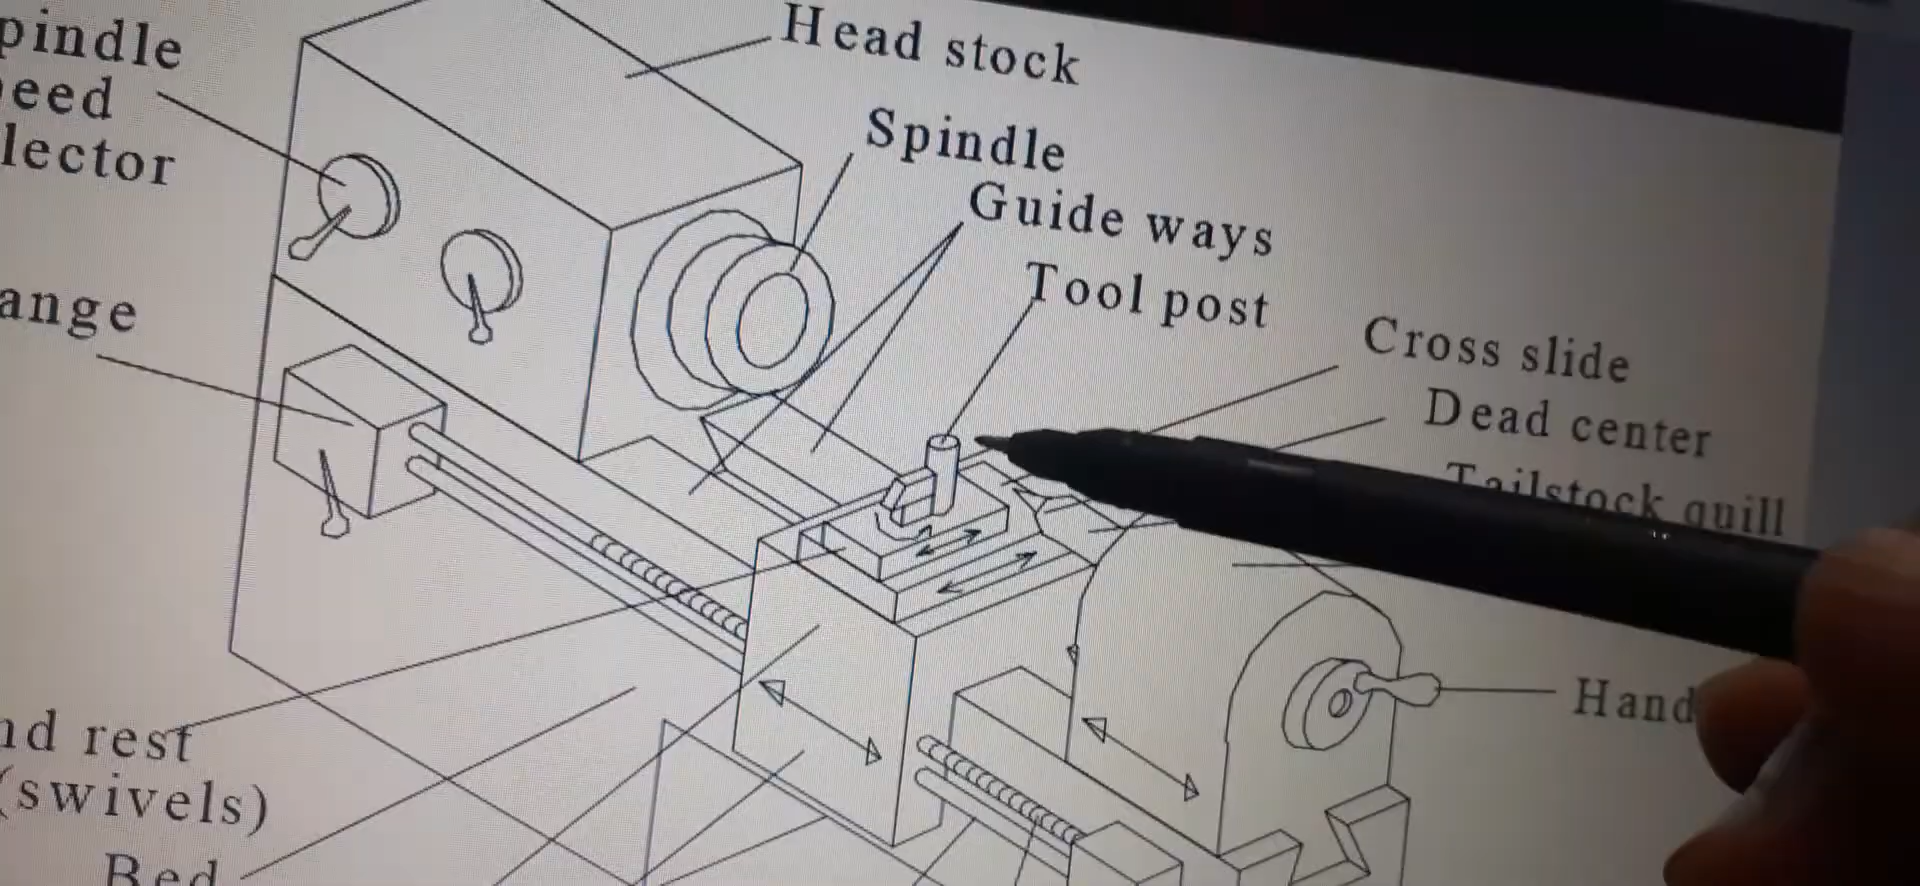 pindle
eed
lector
Head stock
Spindle
Guide ways
Tool post
ange
Cross slide
Dead center
Tailstock quill
Hand
nd rest
(swivels)
Bed